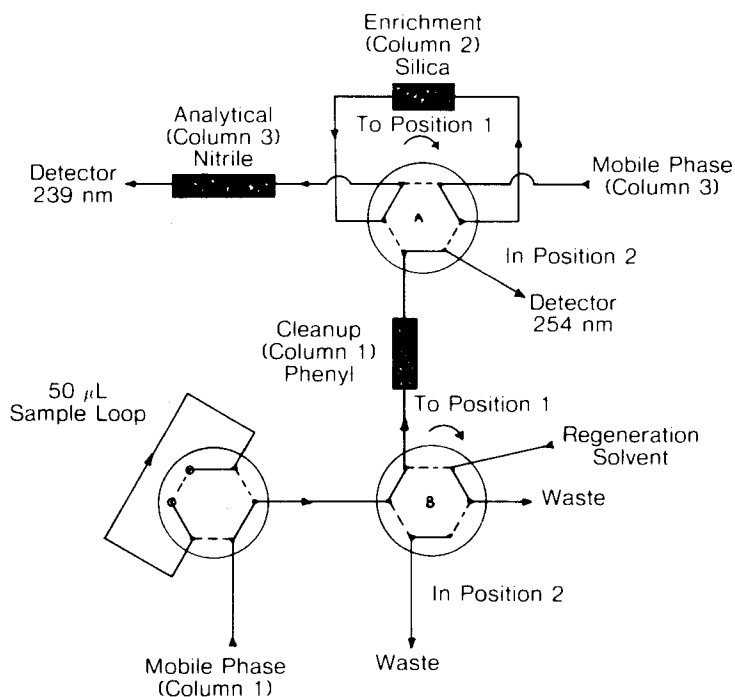 Enrichment
(Column 2)
Silica
Analytical
(Column 3)
Nitrile
To Position 1
Detector
239 nm
Mobile Phase
(Column 3)
A
In Position 2
Detector
254 nm
Cleanup
(Column 1)
Phenyl
50 μL
Sample Loop
To Position 1
Regeneration
Solvent
B
Waste
In Position 2
Mobile Phase
(Column 1)
Waste